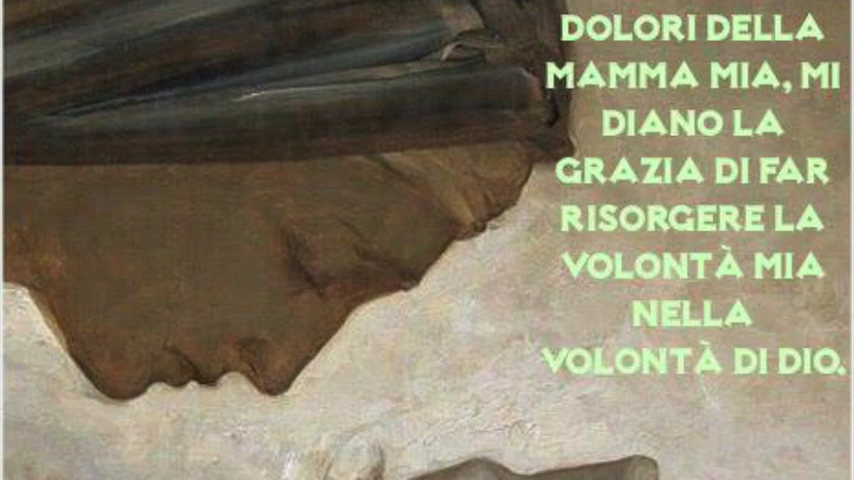 DOLORI DELLA
MAMMA MIA, MI
DIANO LA
GRAZIA DI FAR
RISORGERE LA
VOLONTÀ MIA
NELLA
VOLONTÀ DI DIO.